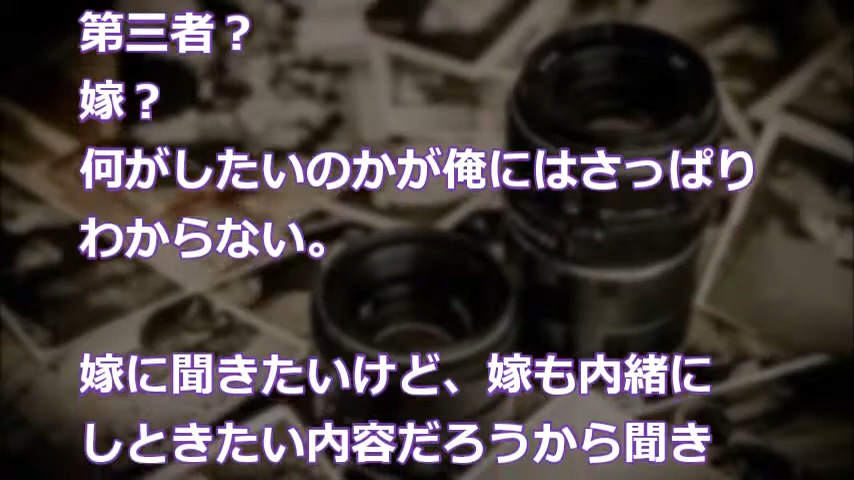 第三者？
嫁？
何がしたいのかが俺にはさっぱり
わからない。
嫁に聞きたいけど、嫁も内緒に
しときたい内容だろうから聞き